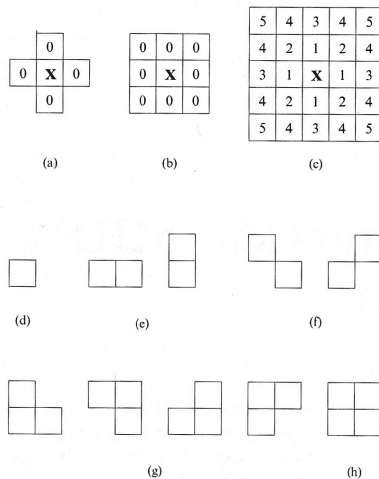 0
0 X 0
0
0 0 0
0 X 0
0 0 0
5 4 3 4 5
4 2 1 2 4
3 1 X 1 3
4 2 1 2 4
5 4 3 4 5
(a) (b) (c)
(d) (e) (f)
(g) (h)